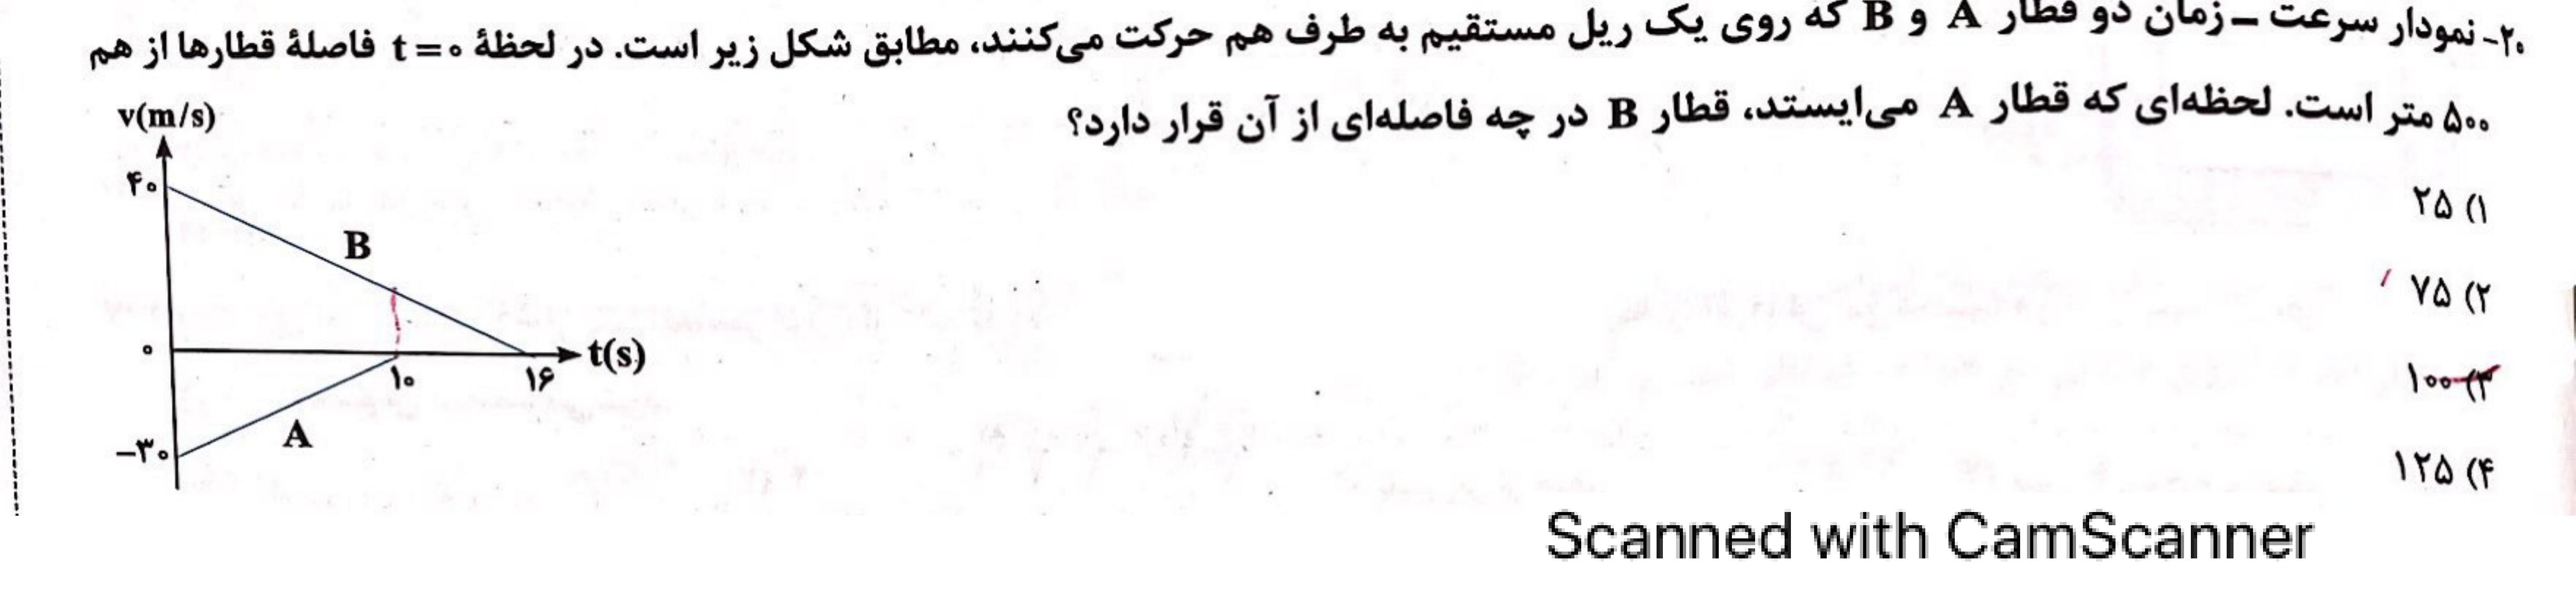 ۲۰- نمودار سرعت – زمان دو قطار A و B که روی یک ریل مستقیم به طرف هم حرکت می‌کنند، مطابق شکل زیر است. در لحظهٔ t = ۰ فاصلهٔ قطارها از هم
۵۰۰ متر است. لحظه‌ای که قطار A می‌ایستد، قطار B در چه فاصله‌ای از آن قرار دارد؟
v(m/s)
۴۰
B
۰
t(s)
۱۰
۱۶
A
-۳۰
۱) ۲۵
۲) ۷۵
۳) ۱۰۰
۴) ۱۲۵
Scanned with CamScanner